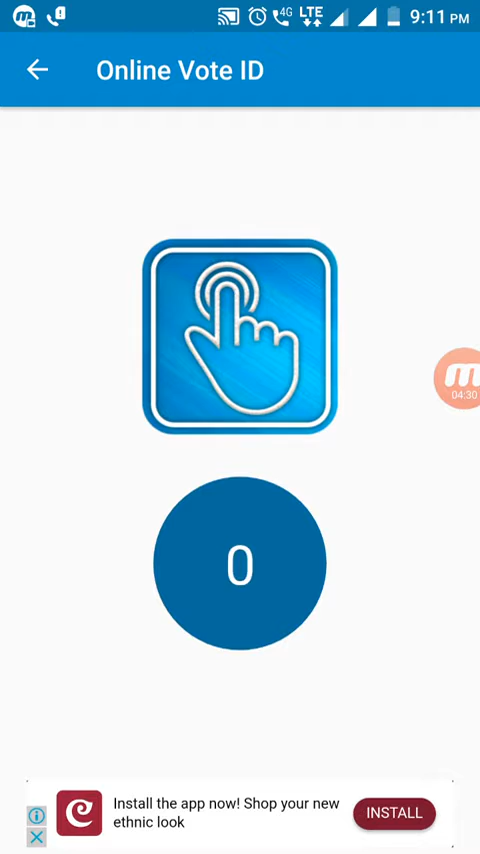 4G LTE 9:11 PM
Online Vote ID
04:30
0
Install the app now! Shop your new
ethnic look
INSTALL